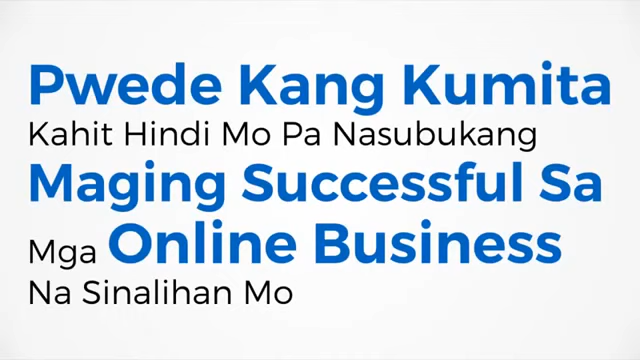 Pwede Kang Kumita
Kahit Hindi Mo Pa Nasubukang
Maging Successful Sa
Mga Online Business
Na Sinalihan Mo